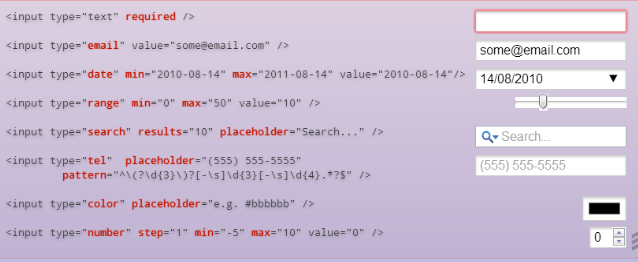 <input type="text" required />
<input type="email" value="some@email.com" />
some@email.com
<input type="date" min="2010-08-14" max="2011-08-14" value="2010-08-14"/>
14/08/2010
<input type="range" min="0" max="50" value="10" />
<input type="search" results="10" placeholder="Search..." />
Search...
<input type="tel"  placeholder="(555) 555-5555"
pattern="^\(?\d{3}\)?[-\s]\d{3}[-\s]\d{4}.*?$" />
(555) 555-5555
<input type="color" placeholder="e.g. #bbbbbb" />
<input type="number" step="1" min="-5" max="10" value="0" />
0